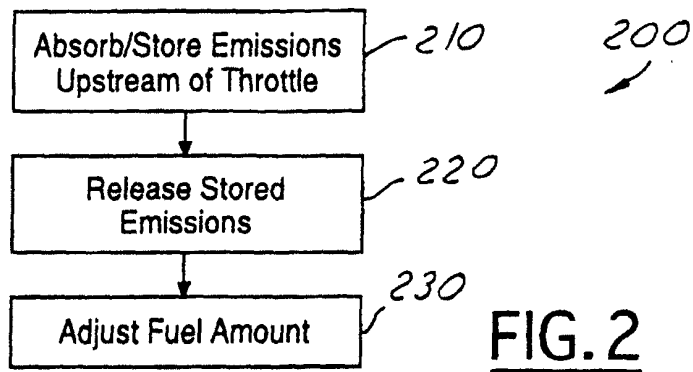 Absorb/Store Emissions
Upstream of Throttle
210
200
Release Stored
Emissions
220
Adjust Fuel Amount
230
FIG. 2